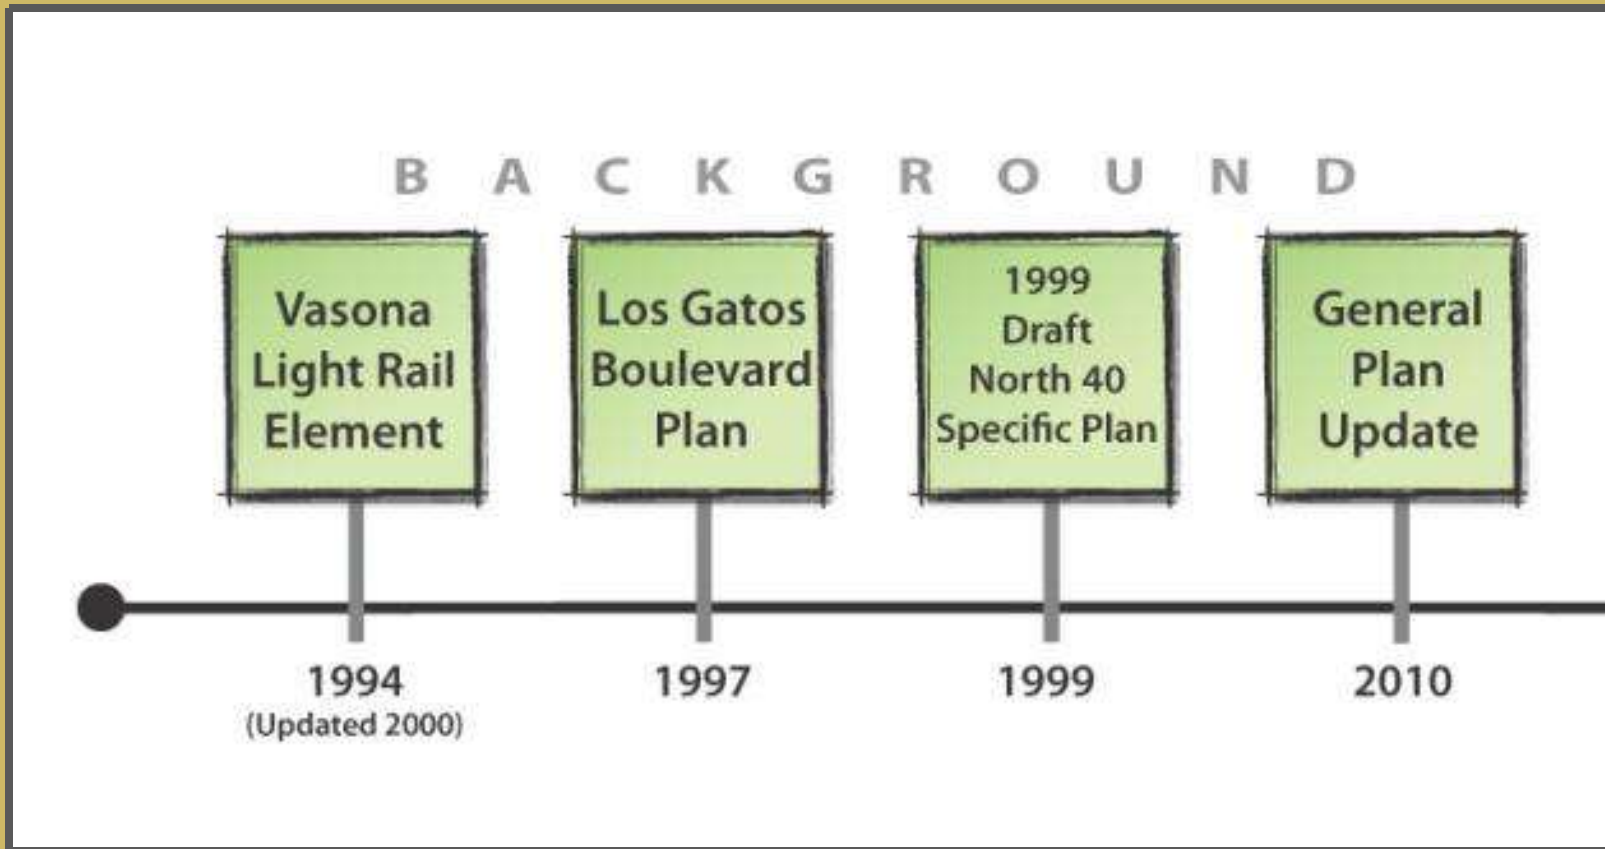 BACKGROUND
Vasona
Light Rail
Element
Los Gatos
Boulevard
Plan
1999
Draft
North 40
Specific Plan
General
Plan
Update
1994
(Updated 2000)
1997
1999
2010